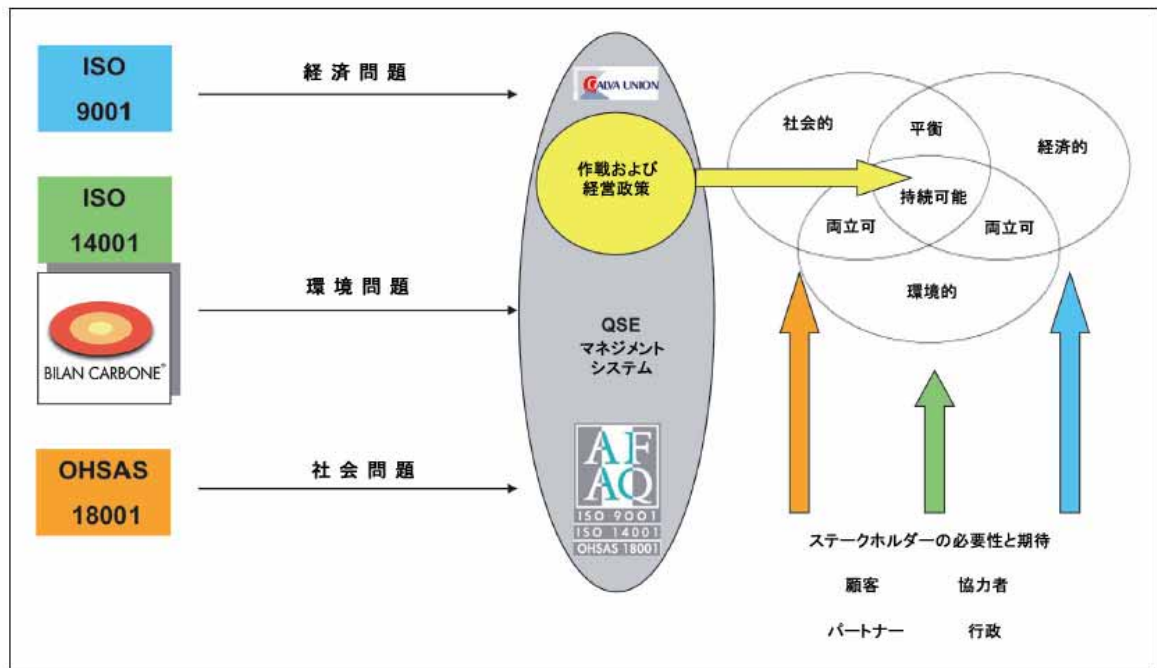 ISO
9001
経済問題
ISO
14001
BILAN CARBONE®
環境問題
OHSAS
18001
社会問題
GALVA UNION
作戦および
経営政策
QSE
マネジメント
システム
AF
AQ
ISO 9001
ISO 14001
OHSAS 18001
社会的
平衡
経済的
持続可能
両立可
両立可
環境的
ステークホルダーの必要性と期待
顧客 協力者
パートナー 行政